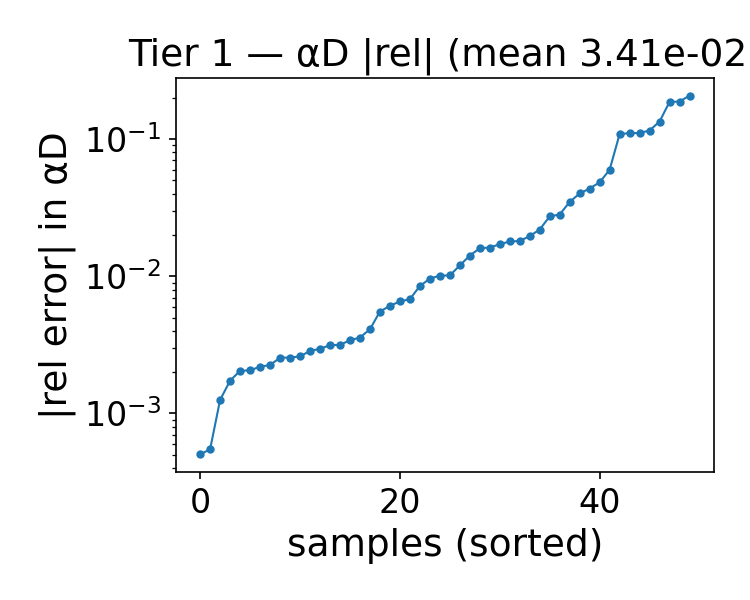 Tier 1 — αD |rel| (mean 3.41e-02
|rel error| in αD
10⁻¹
10⁻²
10⁻³
0 20 40
samples (sorted)